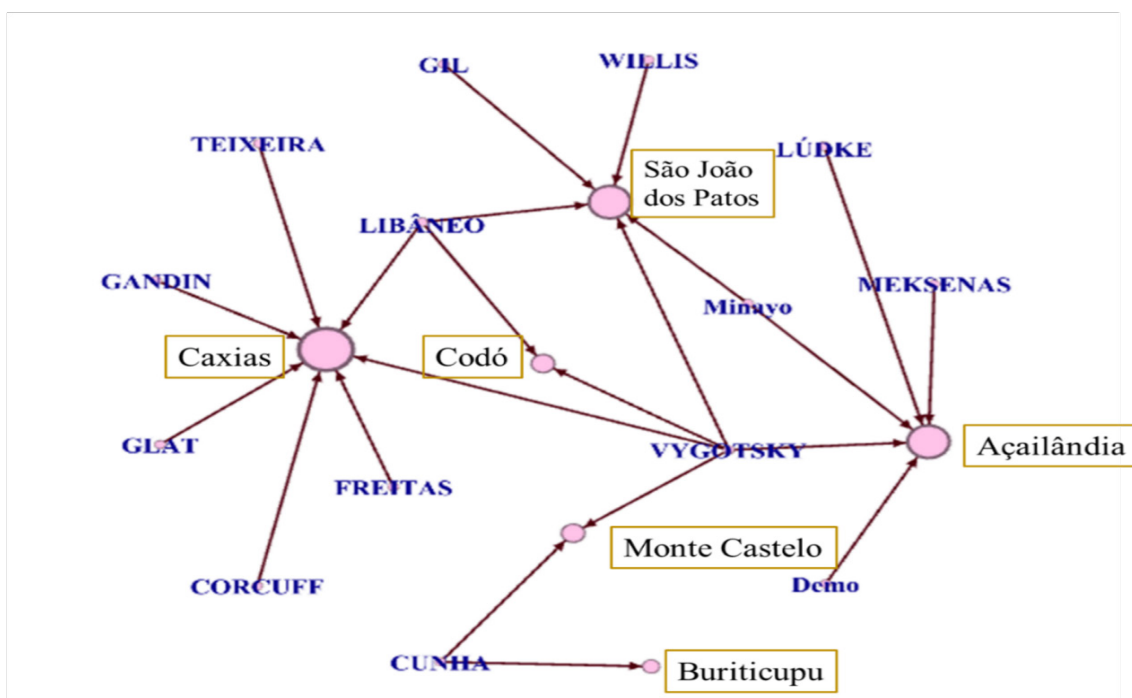 GIL
WILLIS
TEIXEIRA
LÚDKE
São João
dos Patos
LIBÂNEO
GANDIN
MEKSENAS
Minayo
Caxias
Codó
GLAT
VYGOTSKY
Açailândia
FREITAS
Monte Castelo
CORCUFF
Demo
CUNHA
Buriticupu